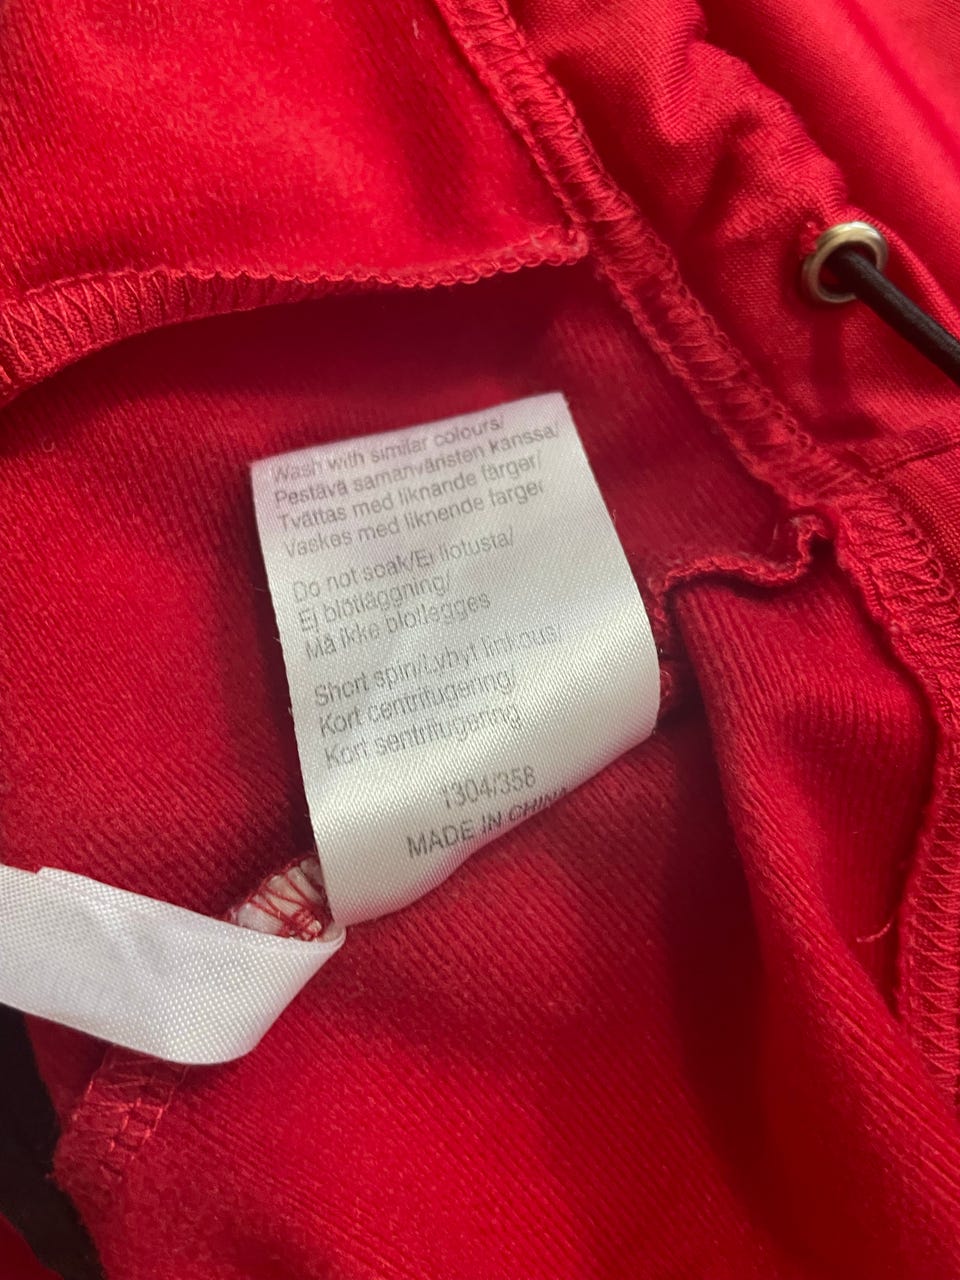 Wash with similar colours/
Pestävä samanväristen kanssa/
Tvättas med liknande färger/
Vaskes med liknende farger
Do not soak/Ei liotusta/
Ej blötläggning/
Må ikke bløtlegges
Short spin/Lyhyt linkous/
Kort centrifugering/
Kort sentrifugering
1304/358
MADE IN CHINA